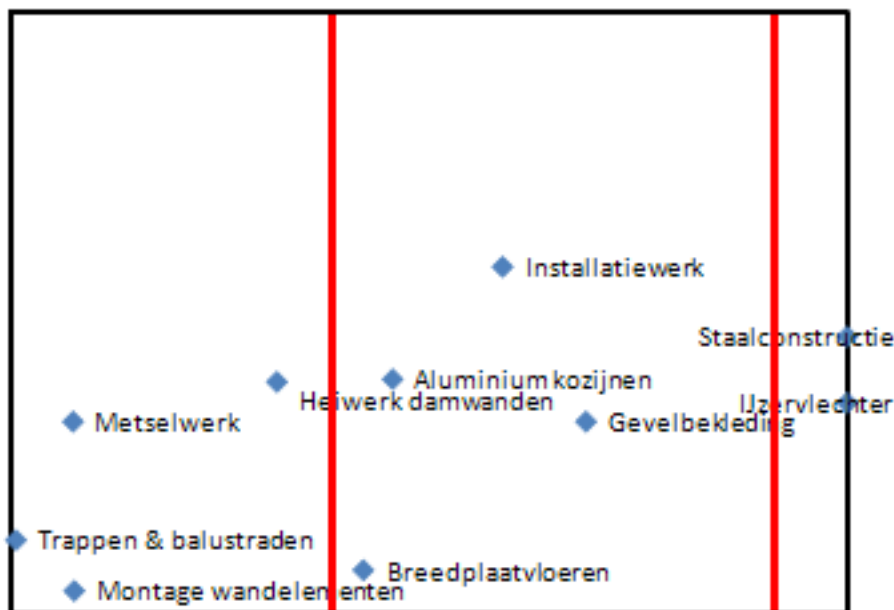 Installatiewerk
Staalconstructie
Aluminium kozijnen
Heiwerk damwanden
IJzervlechter
Metselwerk
Gevelbekleding
Trappen & balustraden
Breedplaatvloeren
Montage wandelementen